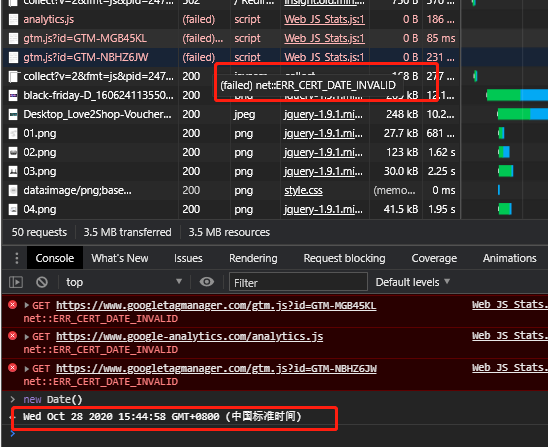 collect?v=2&fmt=js&pid=247... 302 / Redir... insight.old.min... 750 B 370 ...
analytics.js (failed) script Web JS Stats.js:1 0 B 186 ...
gtm.js?id=GTM-MGB45KL (failed) script Web JS Stats.js:1 0 B 85 ms
gtm.js?id=GTM-NBHZ6JW (failed) script Web JS Stats.js:1 0 B 231 ...
collect?v=2&fmt=js&pid=247... 200 collect 168 B 277 ...
(failed) net::ERR_CERT_DATE_INVALID
black-friday-D_160624113550... 200 12.1...
Desktop_Love2Shop-Voucher... 200 jpeg jquery-1.9.1.mi... 248 kB 10.2...
01.png 200 png jquery-1.9.1.mi... 27.7 kB 681 ...
02.png 200 png jquery-1.9.1.mi... 123 kB 1.62 s
03.png 200 png jquery-1.9.1.mi... 30.0 kB 2.25 s
data:image/png;base... 200 png style.css (memo... 0 ms
04.png 200 png jquery-1.9.1.mi... 41.5 kB 1.95 s
50 requests 3.5 MB transferred 3.5 MB resources
Console What's New Issues Rendering Request blocking Coverage Animations
top Filter Default levels
GET https://www.googletagmanager.com/gtm.js?id=GTM-MGB45KL Web JS Stats.
net::ERR_CERT_DATE_INVALID
GET https://www.google-analytics.com/analytics.js Web JS Stats.
net::ERR_CERT_DATE_INVALID
GET https://www.googletagmanager.com/gtm.js?id=GTM-NBHZ6JW Web JS Stats.
net::ERR_CERT_DATE_INVALID
new Date()
Wed Oct 28 2020 15:44:58 GMT+0800 (中国标准时间)